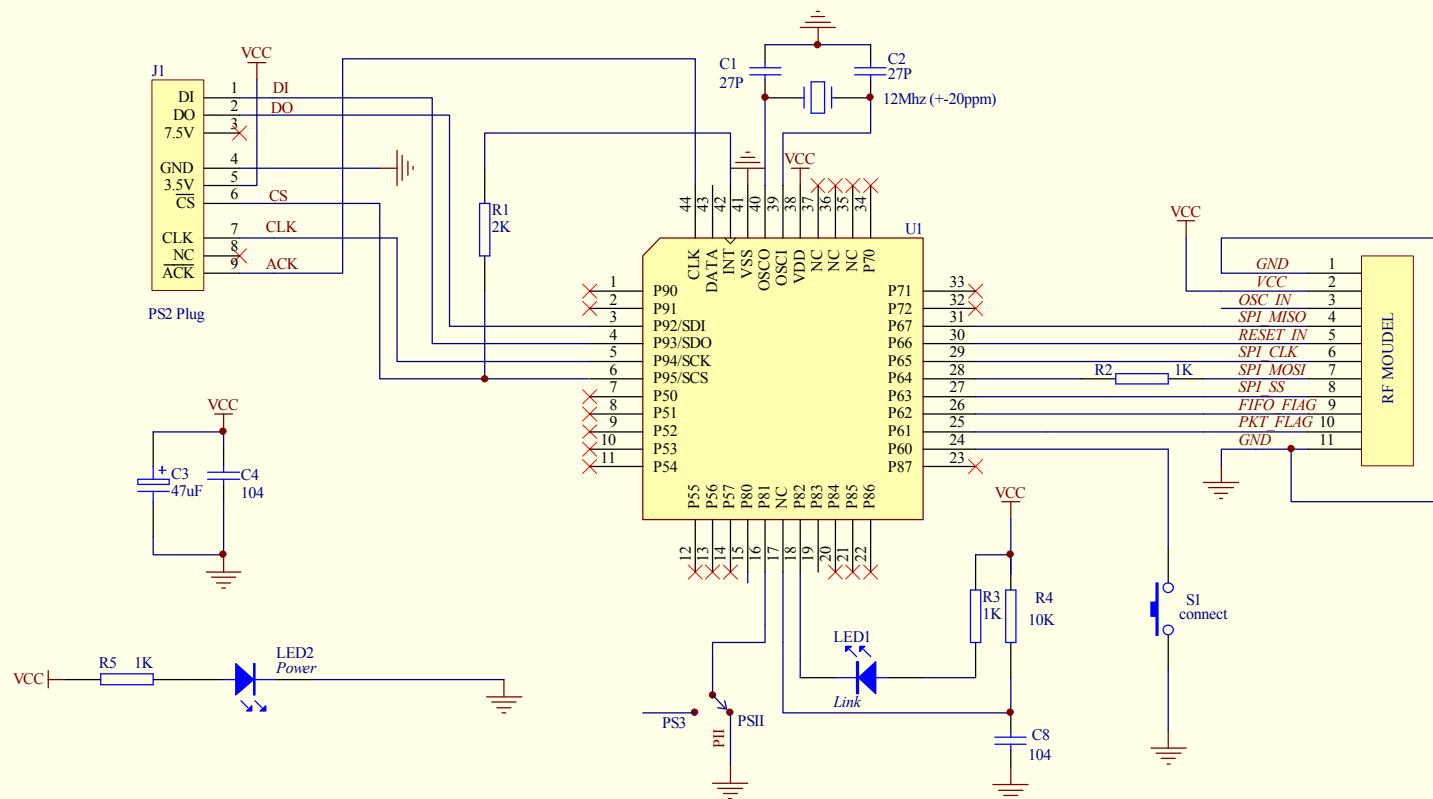 J1
VCC
DI 1 DI
DO 2 DO
7.5V 3
GND 4
3.5V 5
CS 6 CS
CLK 7 CLK
NC 8
ACK 9 ACK
PS2 Plug
C1
27P
C2
27P
12Mhz (+-20ppm)
VCC
R1
2K
U1
44 43 42 41 40 39 38 37 36 35 34
CLK DATA INT VSS OSCO OSCI VDD NC NC NC P70
1 P90
2 P91
3 P92/SDI
4 P93/SDO
5 P94/SCK
6 P95/SCS
7 P50
8 P51
9 P52
10 P53
11 P54
P71 33
P72 32
P67 31
P66 30
P65 29
P64 28
P63 27
P62 26
P61 25
P60 24
P87 23
P55 P56 P57 P80 P81 NC P82 P83 P84 P85 P86
12 13 14 15 16 17 18 19 20 21 22
R2 1K
VCC
GND 1
VCC 2
OSC_IN 3
SPI_MISO 4
RESET_IN 5
SPI_CLK 6
SPI_MOSI 7
SPI_SS 8
FIFO_FLAG 9
PKT_FLAG 10
GND 11
RF MOUDEL
VCC
C3
47uF
C4
104
VCC
R3
1K
R4
10K
S1
connect
LED1
Link
C8
104
VCC
R5 1K
LED2
Power
PS3
PSII
PII